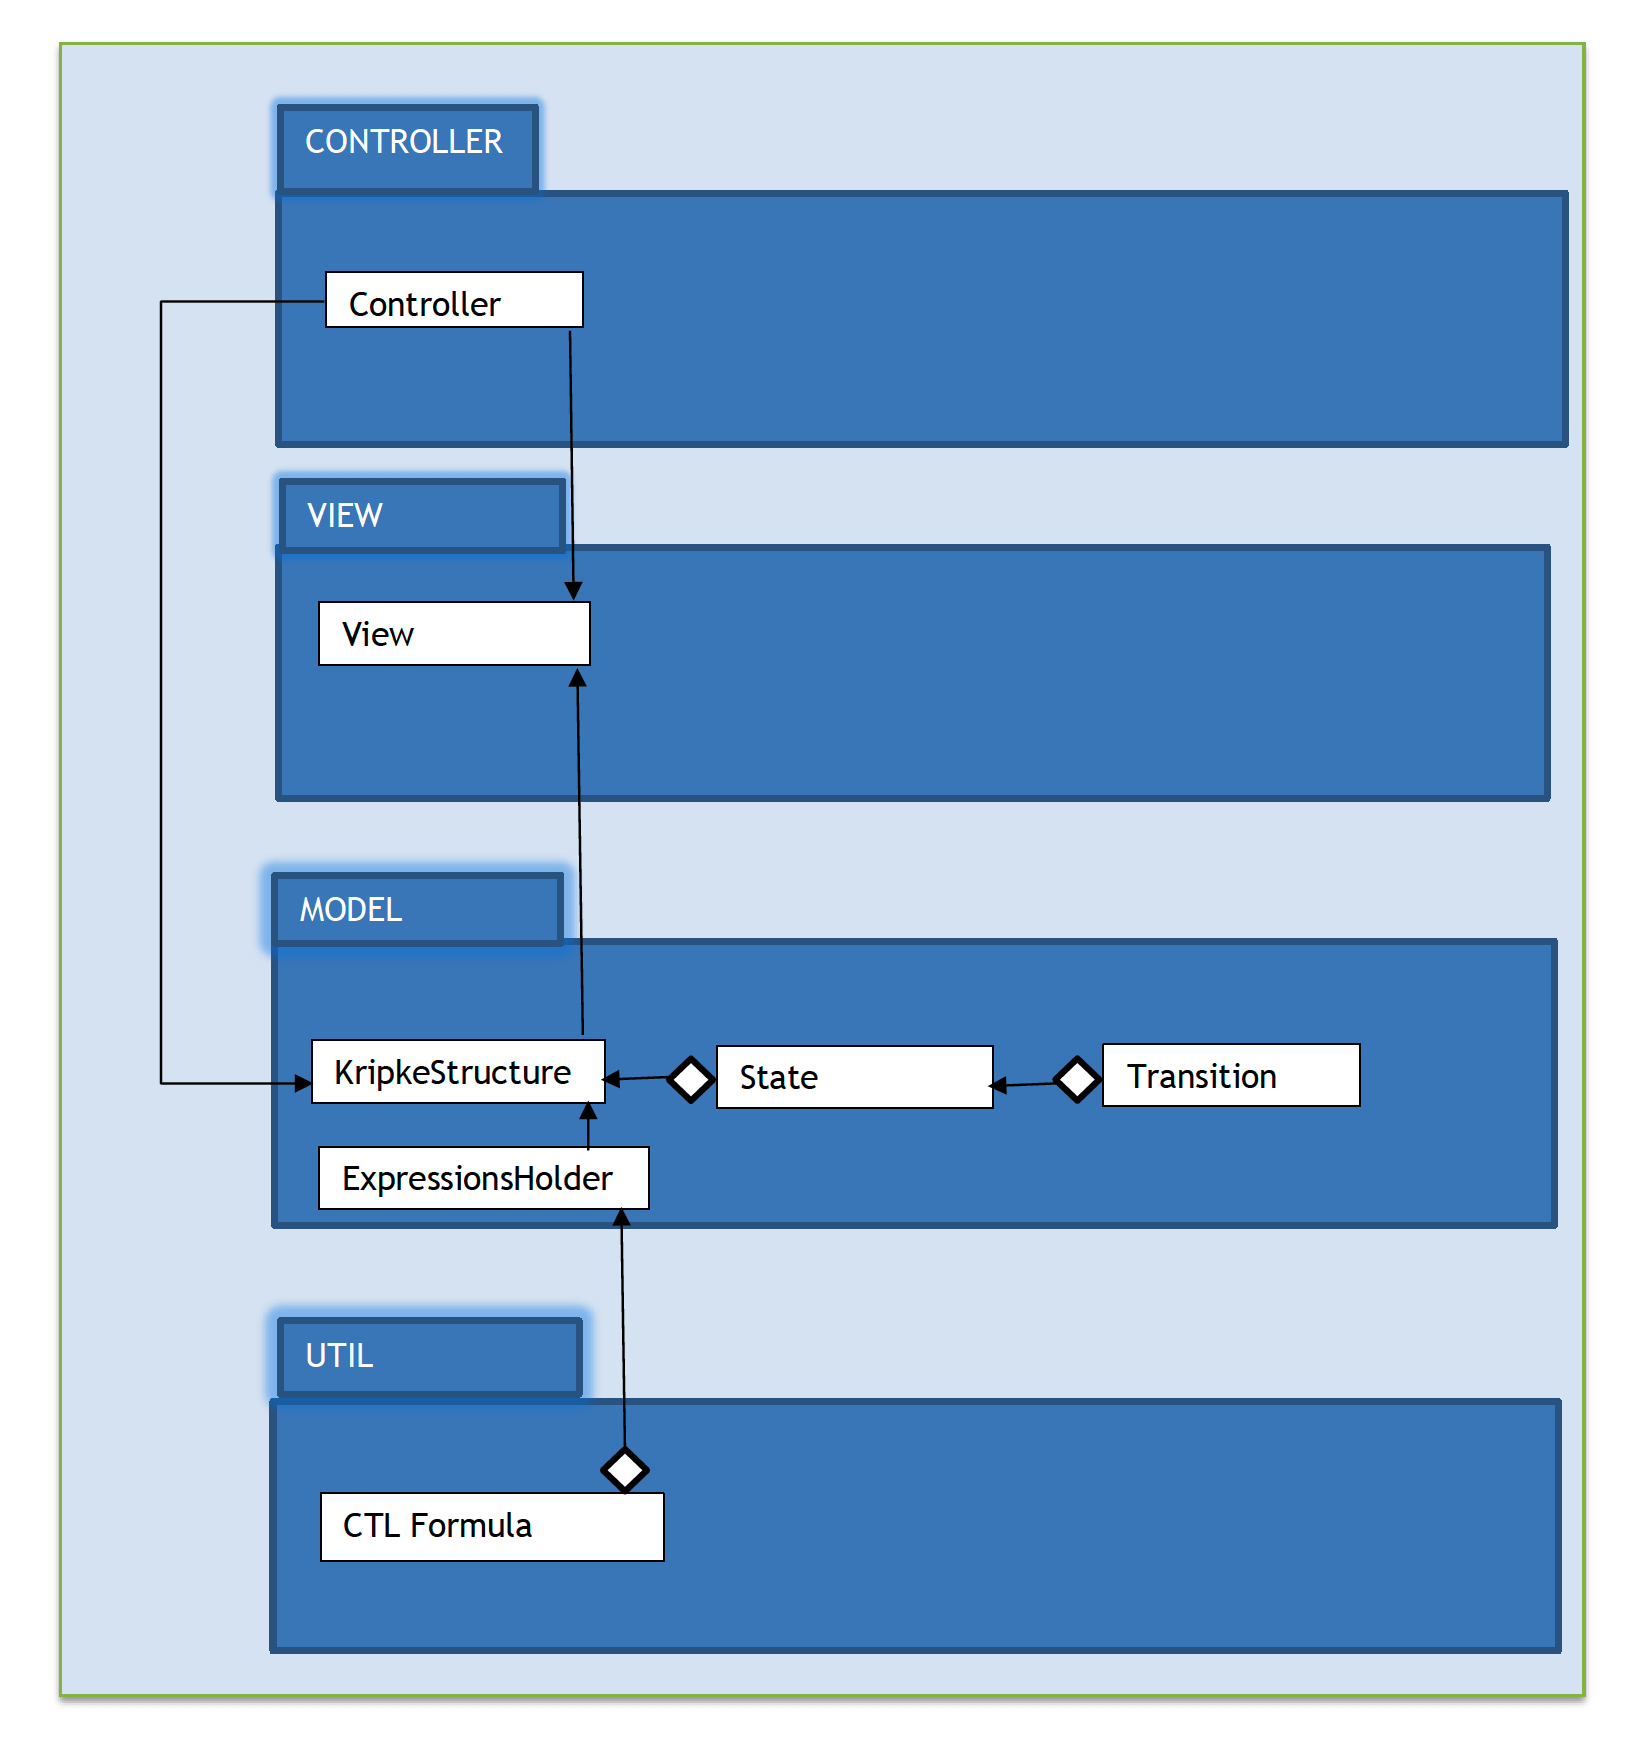 CONTROLLER
Controller
VIEW
View
MODEL
KripkeStructure
State
Transition
ExpressionsHolder
UTIL
CTL Formula